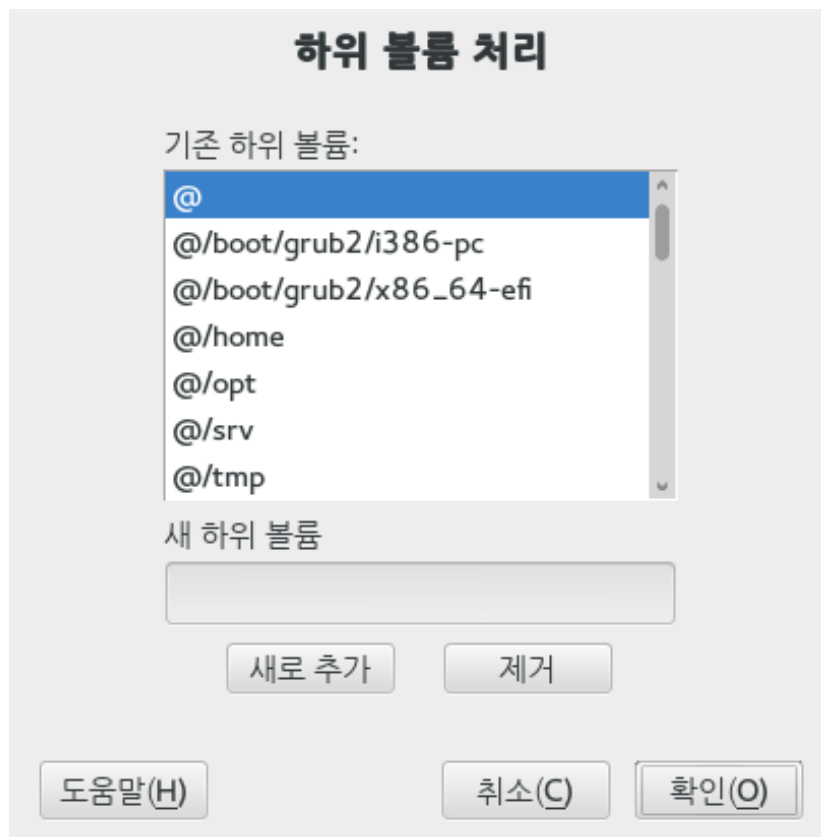 하위 볼륨 처리
기존 하위 볼륨:
@
@/boot/grub2/i386-pc
@/boot/grub2/x86_64-efi
@/home
@/opt
@/srv
@/tmp
새 하위 볼륨
새로 추가 제거
도움말(H) 취소(C) 확인(O)